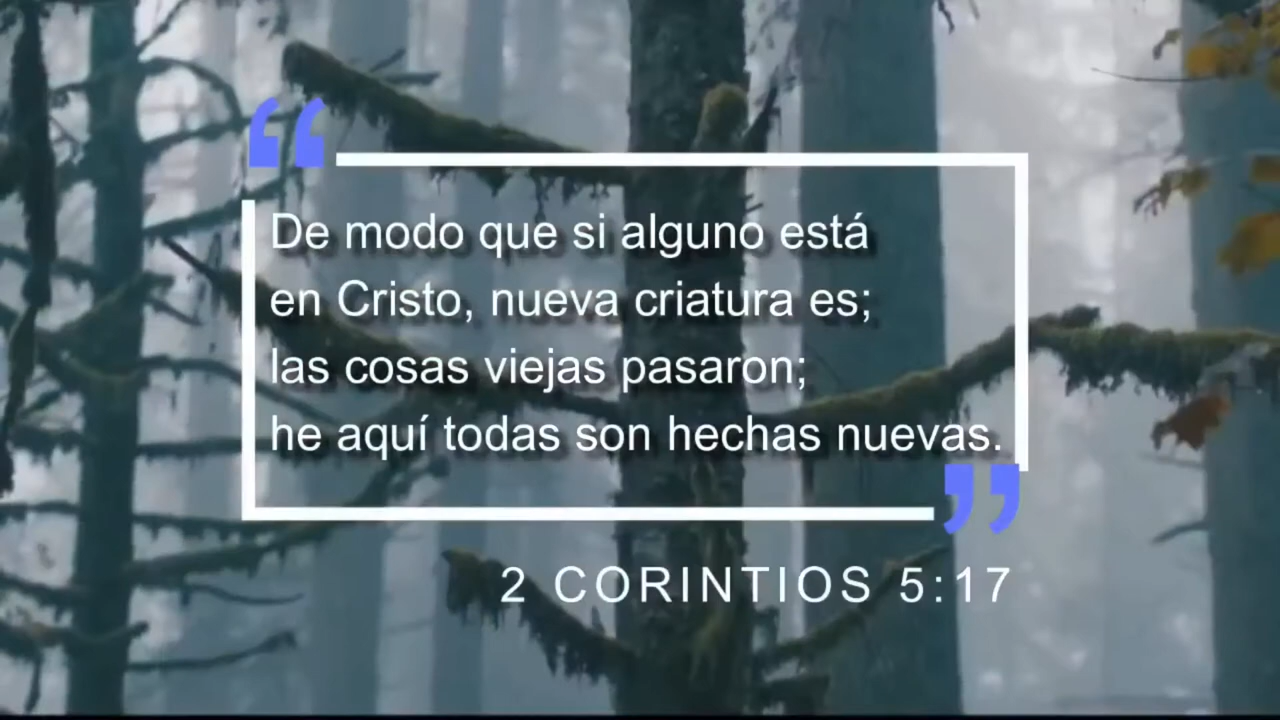 De modo que si alguno está
en Cristo, nueva criatura es;
las cosas viejas pasaron;
he aquí todas son hechas nuevas.
2 CORINTIOS 5:17